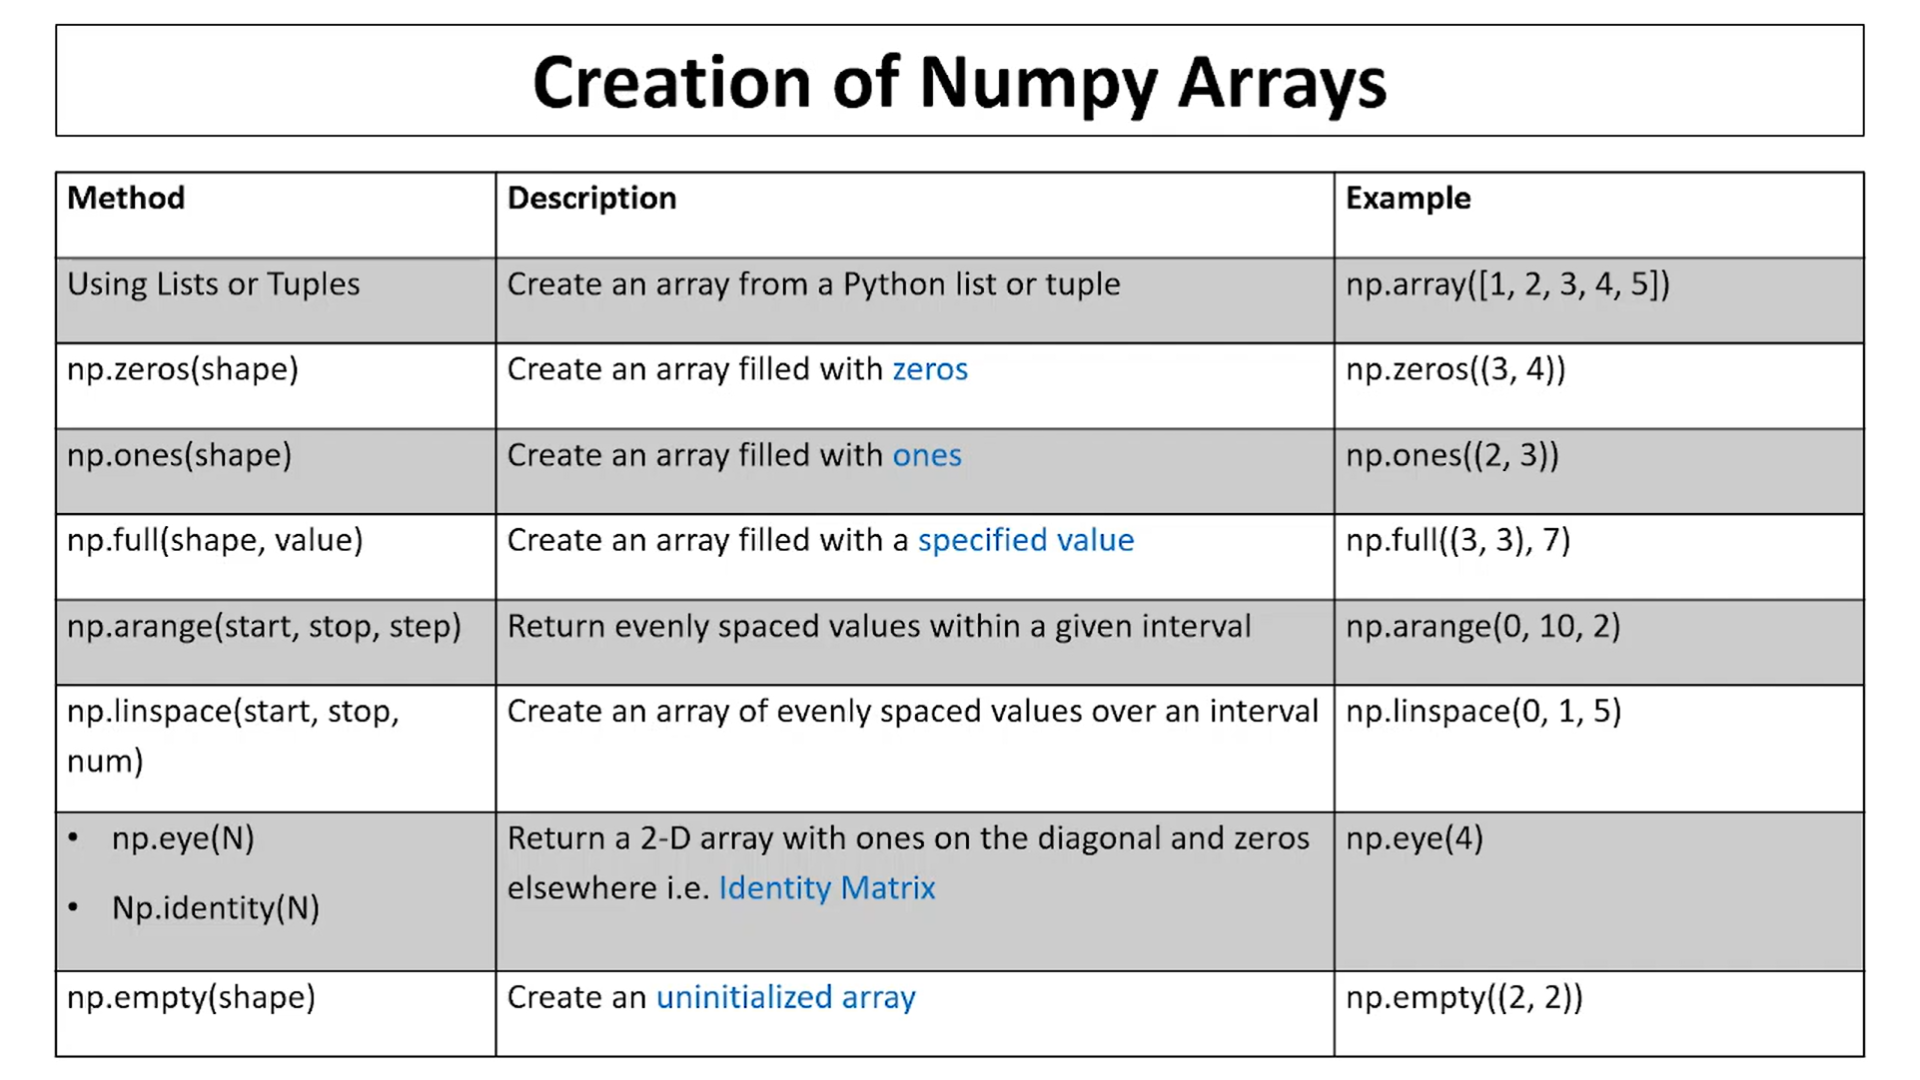 Creation of Numpy Arrays
Method Description Example
Using Lists or Tuples Create an array from a Python list or tuple np.array([1, 2, 3, 4, 5])
np.zeros(shape) Create an array filled with zeros np.zeros((3, 4))
np.ones(shape) Create an array filled with ones np.ones((2, 3))
np.full(shape, value) Create an array filled with a specified value np.full((3, 3), 7)
np.arange(start, stop, step) Return evenly spaced values within a given interval np.arange(0, 10, 2)
np.linspace(start, stop, Create an array of evenly spaced values over an interval np.linspace(0, 1, 5)
num)
• np.eye(N) Return a 2-D array with ones on the diagonal and zeros np.eye(4)
elsewhere i.e. Identity Matrix
• Np.identity(N)
np.empty(shape) Create an uninitialized array np.empty((2, 2))